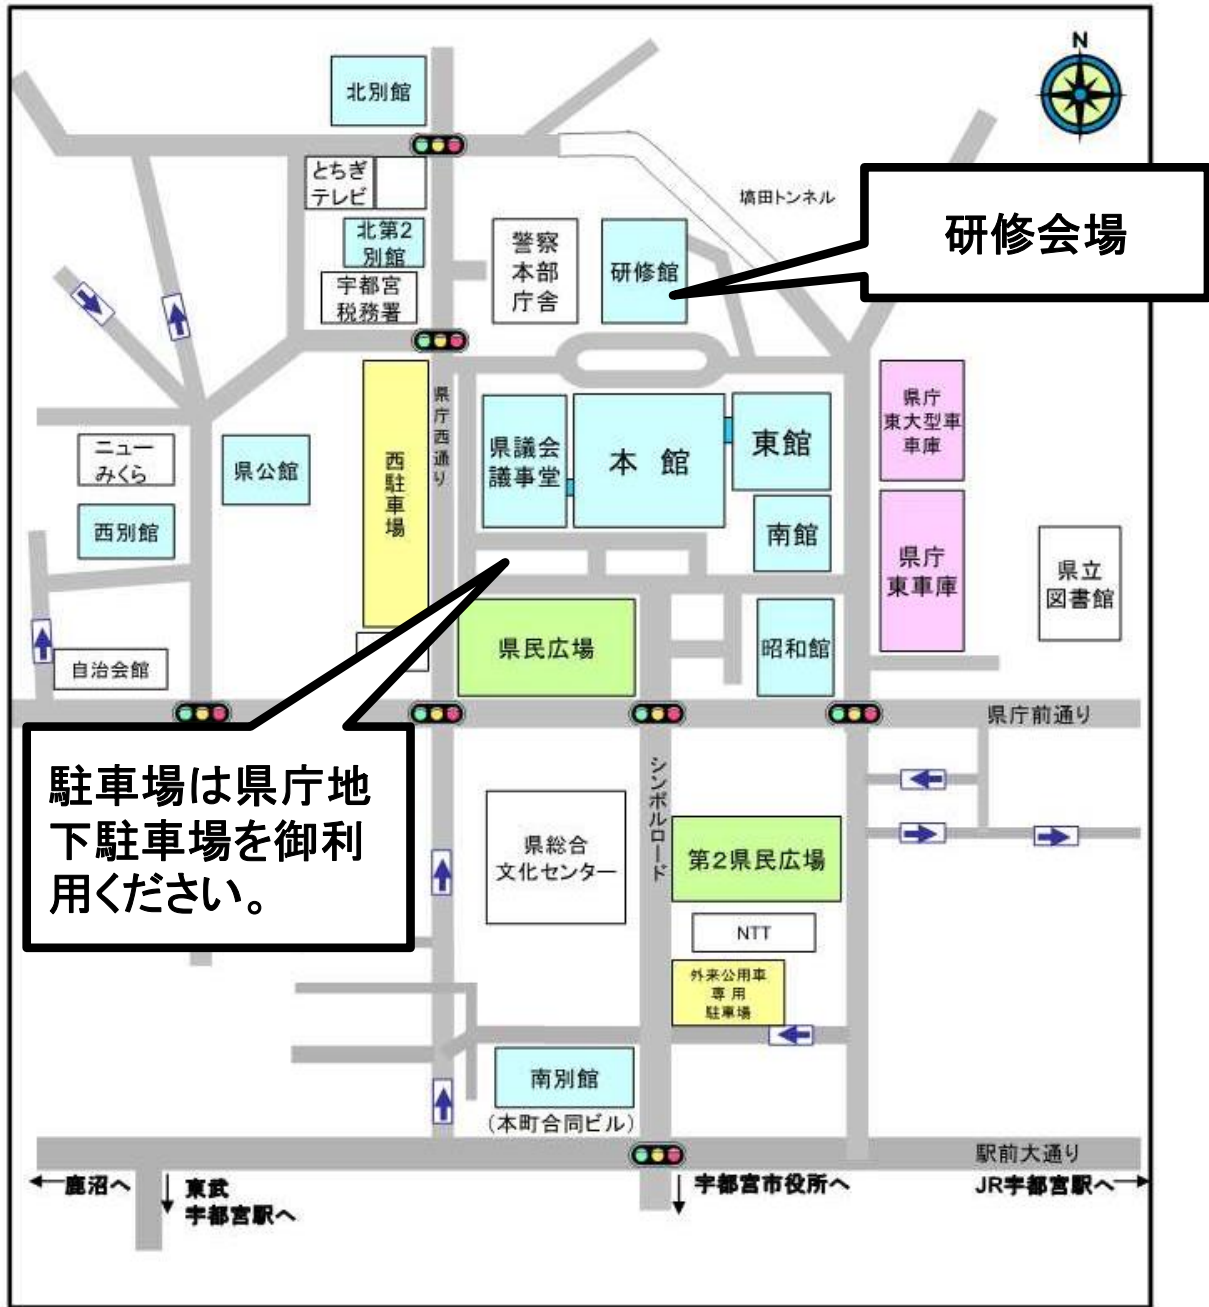 N
北別館
とちぎ
テレビ
北第2
別館
宇都宮
税務署
警察
本部
庁舎
研修館
塙田トンネル
研修会場
県庁西通り
西駐車場
県議会
議事堂
本 館
東館
南館
県庁
東大型車
車庫
県庁
東車庫
県立
図書館
ニュー
みくら
県公館
西別館
自治会館
県民広場
昭和館
県庁前通り
駐車場は県庁地
下駐車場を御利
用ください。
シンボルロード
県総合
文化センター
第2県民広場
NTT
外来公用車
専 用
駐車場
南別館
(本町合同ビル)
駅前大通り
鹿沼へ
東武
宇都宮駅へ
宇都宮市役所へ
JR宇都宮駅へ